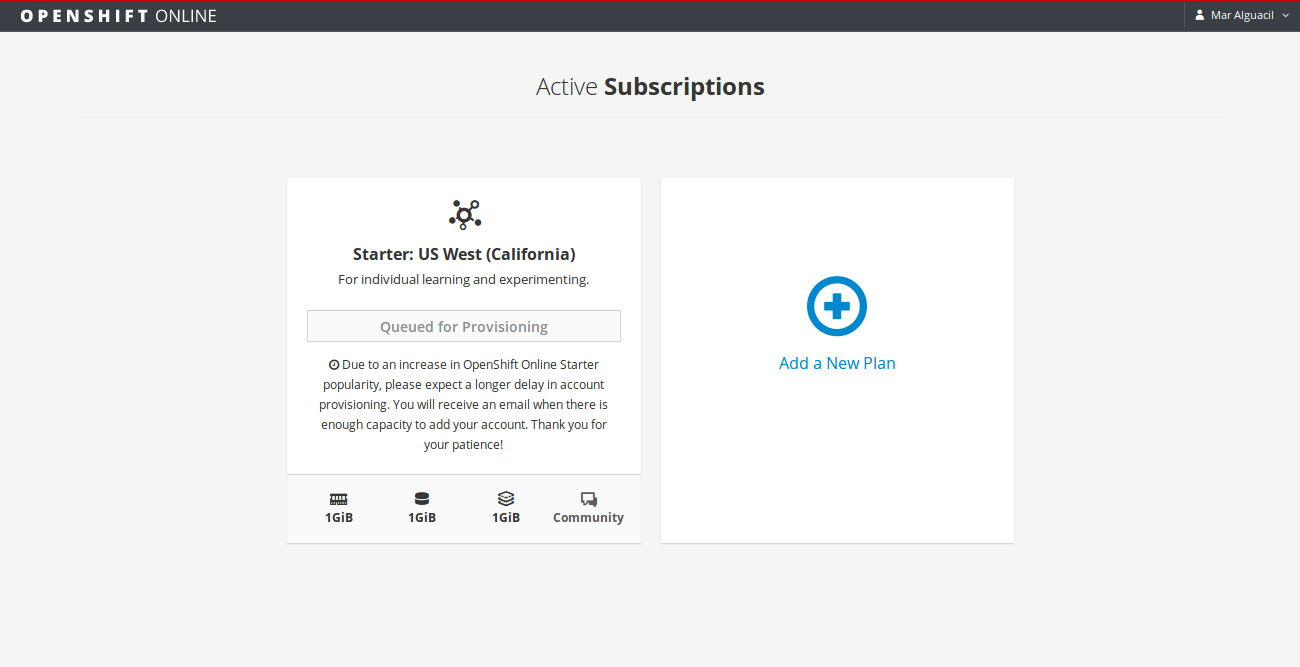 OPENSHIFT ONLINE
Mar Alguacil
Active Subscriptions
Starter: US West (California)
For individual learning and experimenting.
Queued for Provisioning
Due to an increase in OpenShift Online Starter
popularity, please expect a longer delay in account
provisioning. You will receive an email when there is
enough capacity to add your account. Thank you for
your patience!
1GiB 1GiB 1GiB Community
Add a New Plan